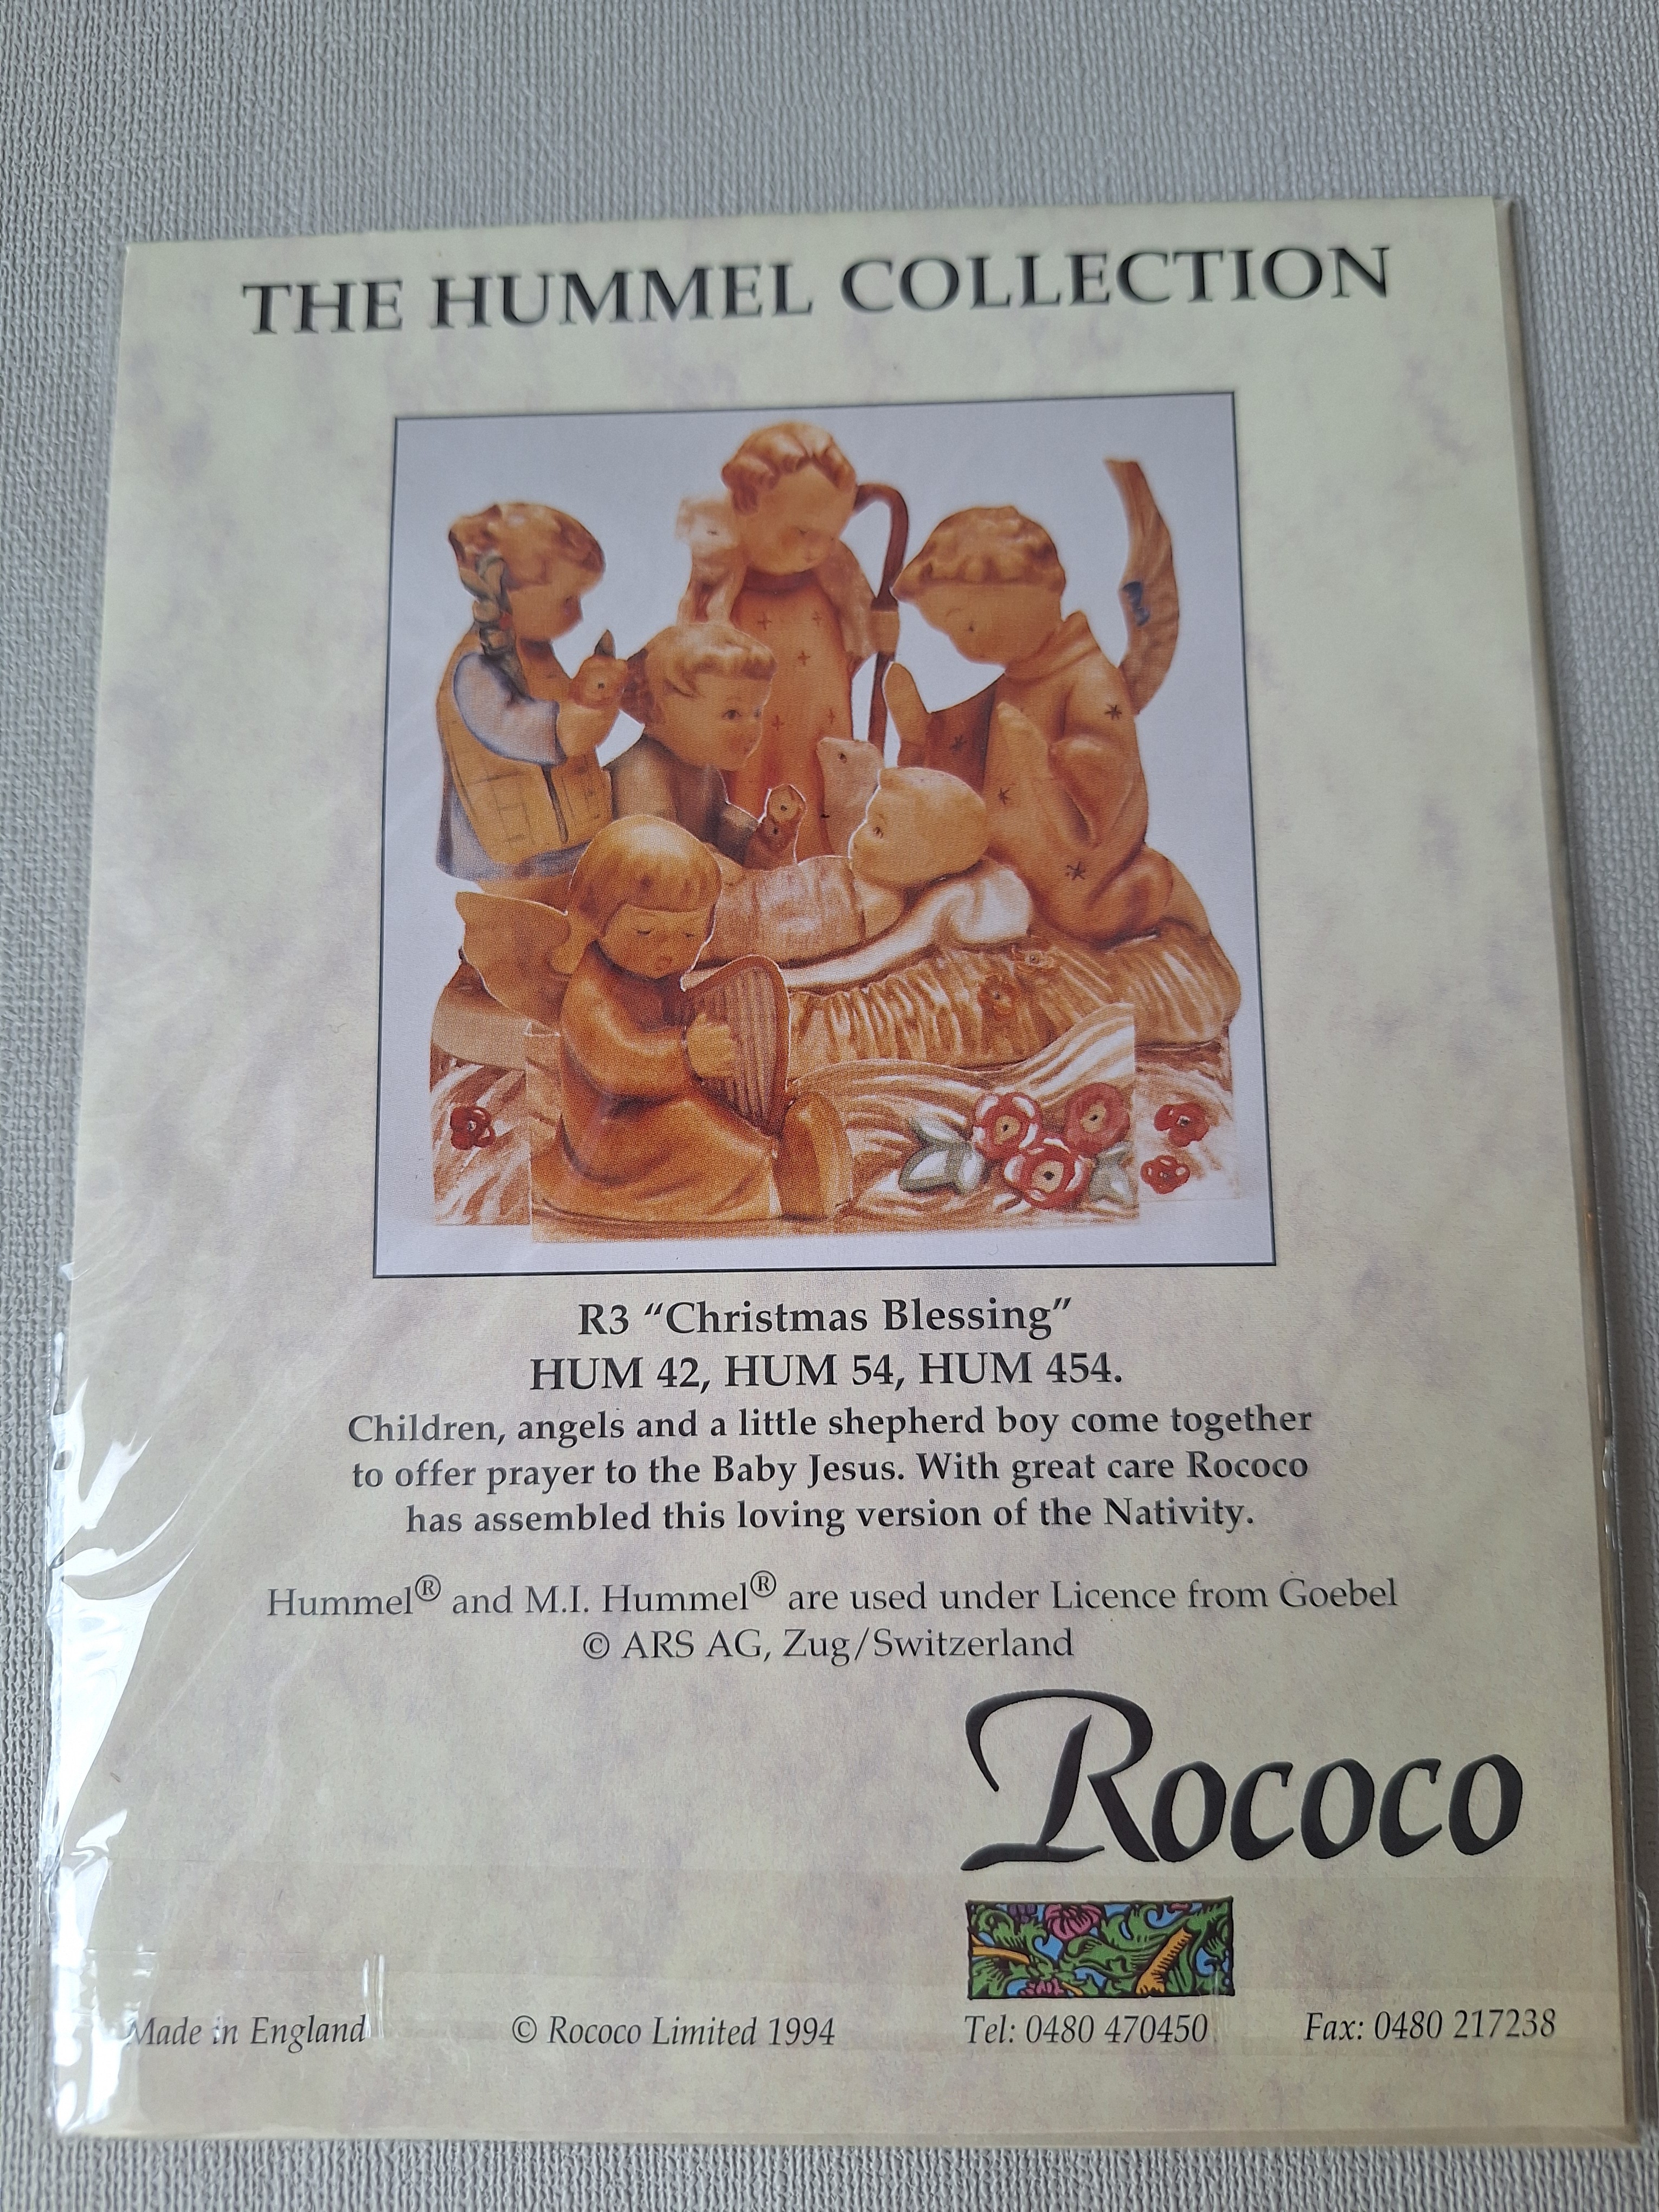 THE HUMMEL COLLECTION
R3 “Christmas Blessing”
HUM 42, HUM 54, HUM 454.
Children, angels and a little shepherd boy come together
to offer prayer to the Baby Jesus. With great care Rococo
has assembled this loving version of the Nativity.
Hummel® and M.I. Hummel® are used under Licence from Goebel
© ARS AG, Zug/Switzerland
Rococo
Made in England © Rococo Limited 1994 Tel: 0480 470450 Fax: 0480 217238